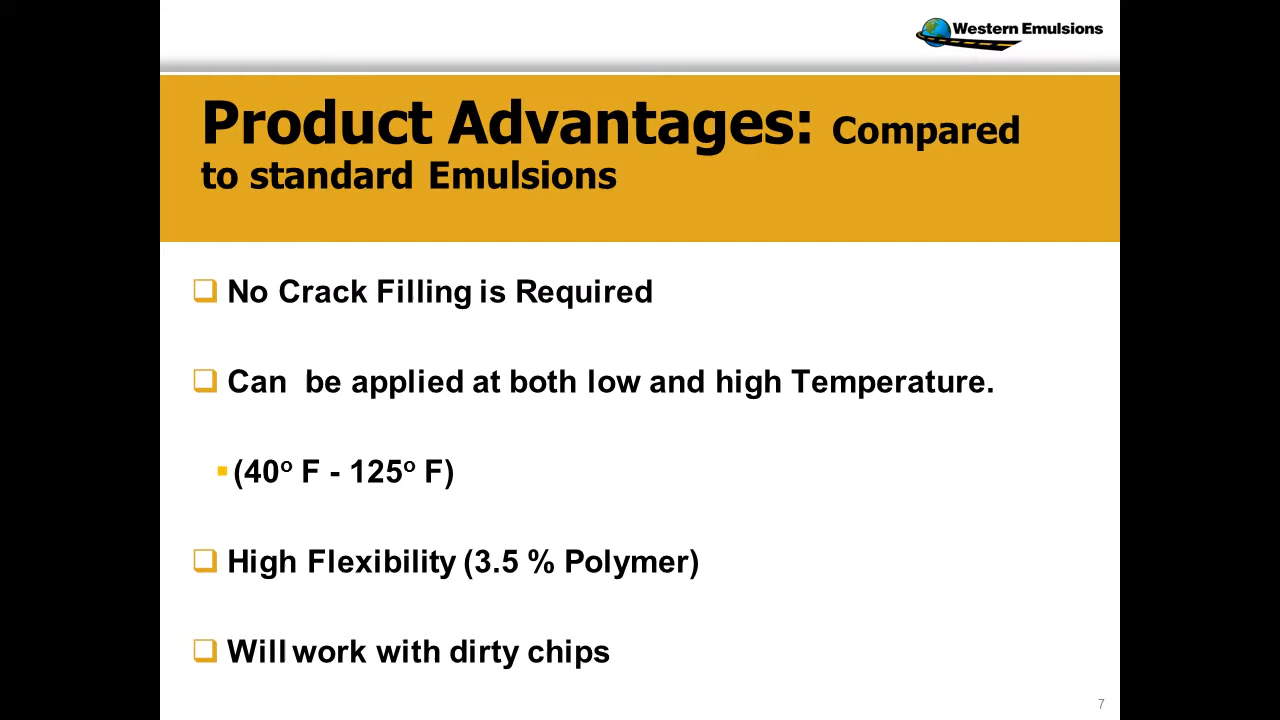 Western Emulsions
Product Advantages: Compared
to standard Emulsions
No Crack Filling is Required
Can be applied at both low and high Temperature.
(40º F - 125º F)
High Flexibility (3.5 % Polymer)
Will work with dirty chips
7